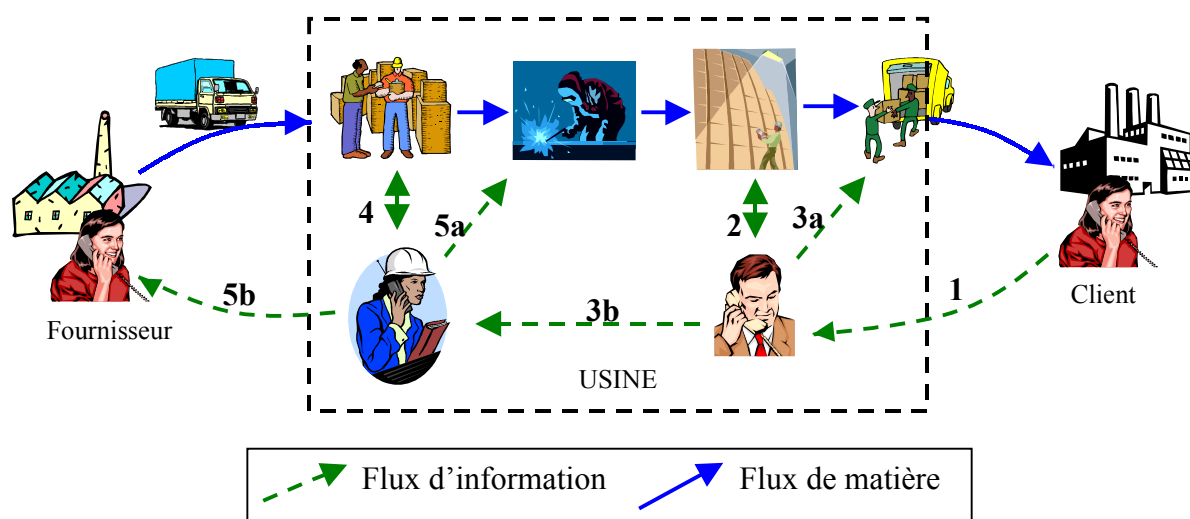 4
5a
2
3a
5b
3b
1
Fournisseur
Client
USINE
Flux d’information
Flux de matière